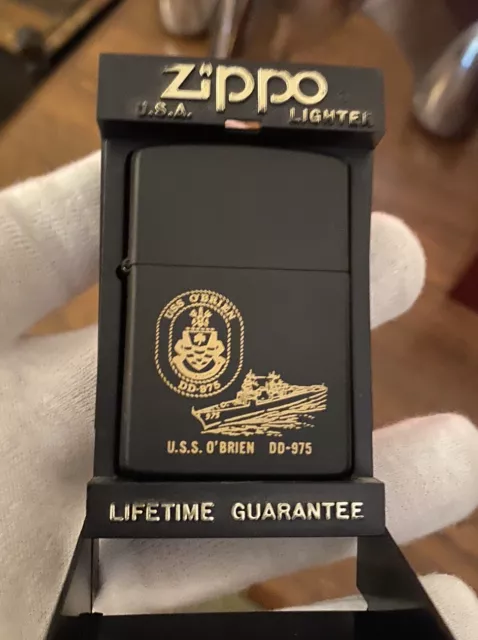 Zippo
U.S.A. LIGHTER
USS O'BRIEN
DD-975
U.S.S. O'BRIEN DD-975
LIFETIME GUARANTEE